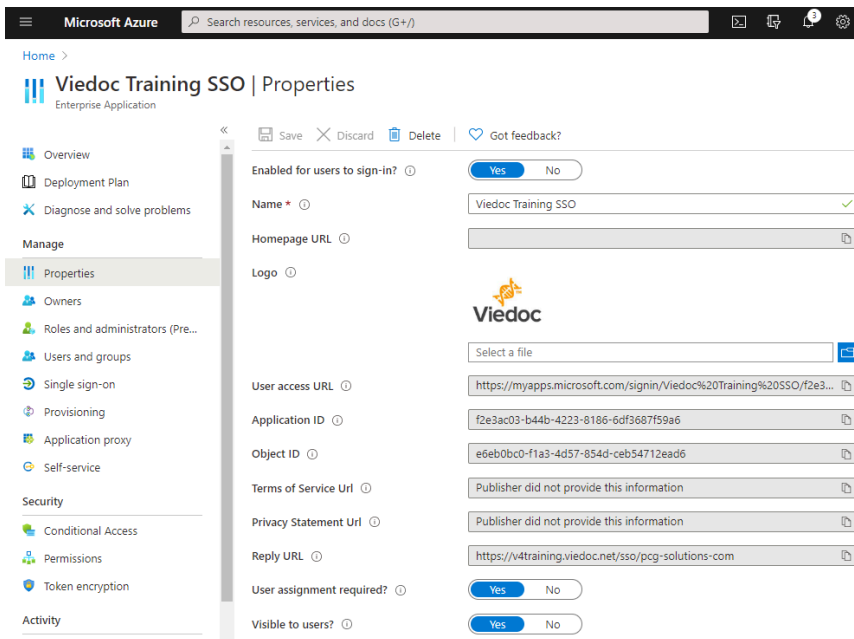 Microsoft Azure
Search resources, services, and docs (G+/)
3
Home >
Viedoc Training SSO | Properties
Enterprise Application
«
Overview
Deployment Plan
Diagnose and solve problems
Manage
Properties
Owners
Roles and administrators (Pre...
Users and groups
Single sign-on
Provisioning
Application proxy
Self-service
Security
Conditional Access
Permissions
Token encryption
Activity
Save Discard Delete Got feedback?
Enabled for users to sign-in? Yes No
Name * Viedoc Training SSO
Homepage URL
Logo
Viedoc
Select a file
User access URL https://myapps.microsoft.com/signin/Viedoc%20Training%20SSO/f2e3...
Application ID f2e3ac03-b44b-4223-8186-6df3687f59a6
Object ID e6eb0bc0-f1a3-4d57-854d-ceb54712ead6
Terms of Service Url Publisher did not provide this information
Privacy Statement Url Publisher did not provide this information
Reply URL https://v4training.viedoc.net/sso/pcg-solutions-com
User assignment required? Yes No
Visible to users? Yes No